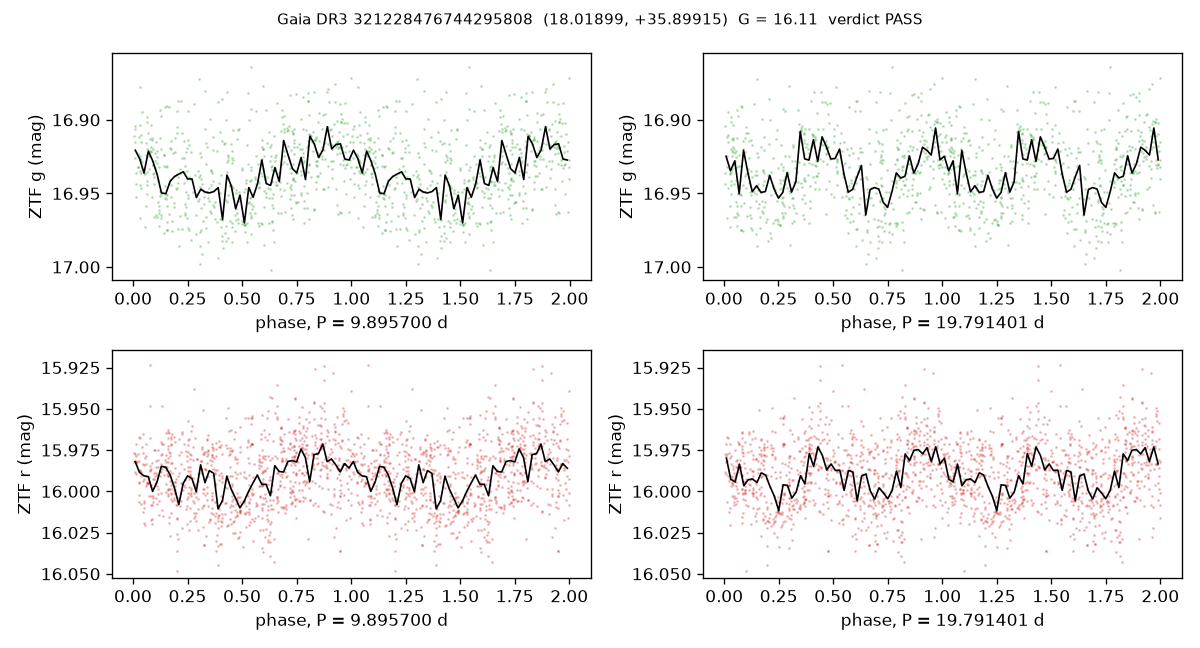 Gaia DR3 321228476744295808  (18.01899, +35.89915)  G = 16.11  verdict PASS
ZTF g (mag)
16.90
16.95
17.00
0.00 0.25 0.50 0.75 1.00 1.25 1.50 1.75 2.00
phase, P = 9.895700 d
ZTF g (mag)
16.90
16.95
17.00
0.00 0.25 0.50 0.75 1.00 1.25 1.50 1.75 2.00
phase, P = 19.791401 d
ZTF r (mag)
15.925
15.950
15.975
16.000
16.025
16.050
0.00 0.25 0.50 0.75 1.00 1.25 1.50 1.75 2.00
phase, P = 9.895700 d
ZTF r (mag)
15.925
15.950
15.975
16.000
16.025
16.050
0.00 0.25 0.50 0.75 1.00 1.25 1.50 1.75 2.00
phase, P = 19.791401 d